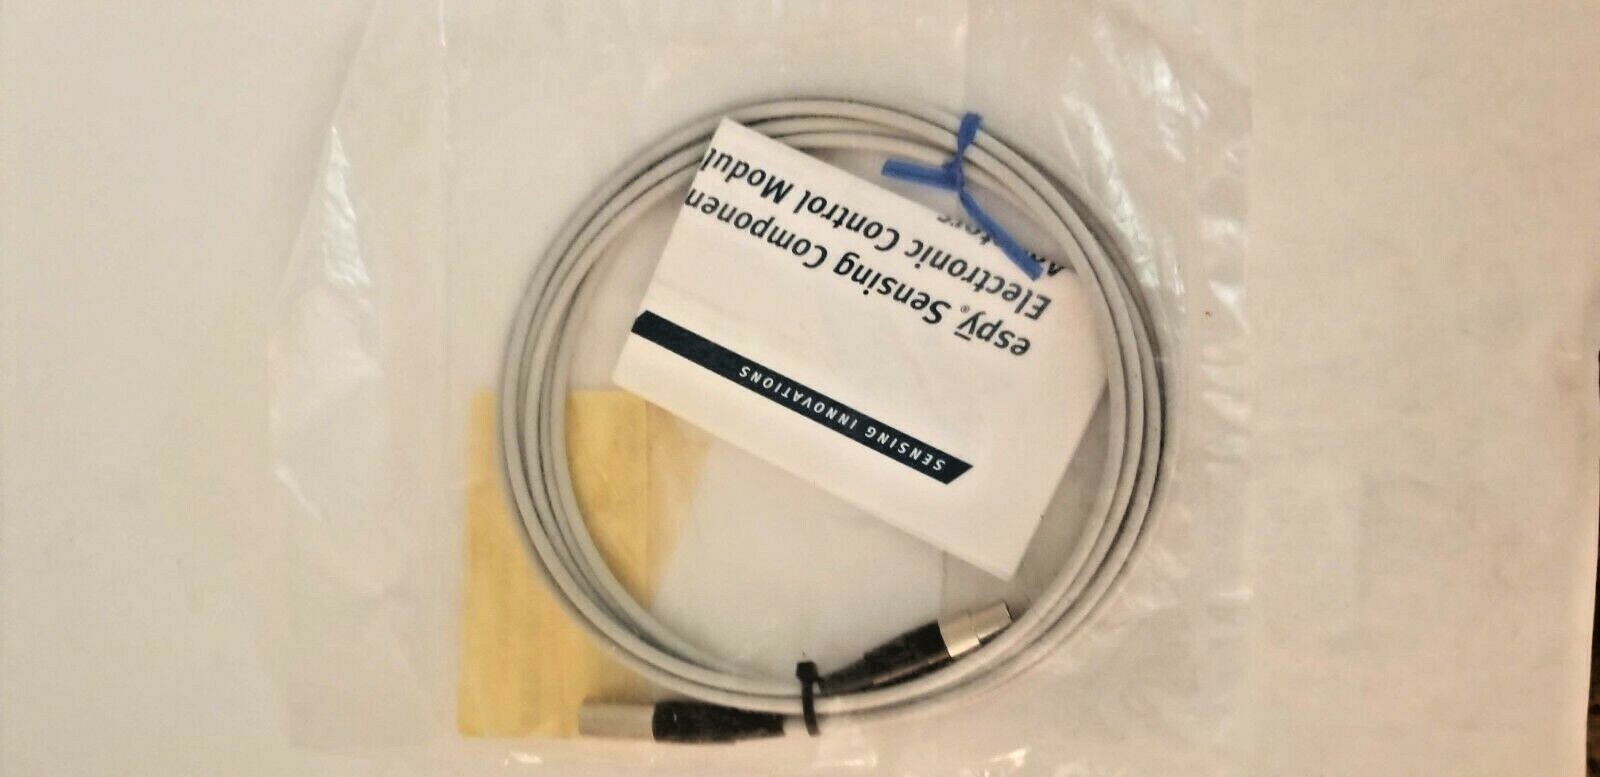 SENSING INNOVATIONS
espy® Sensing Componen
Electronic Control Modul